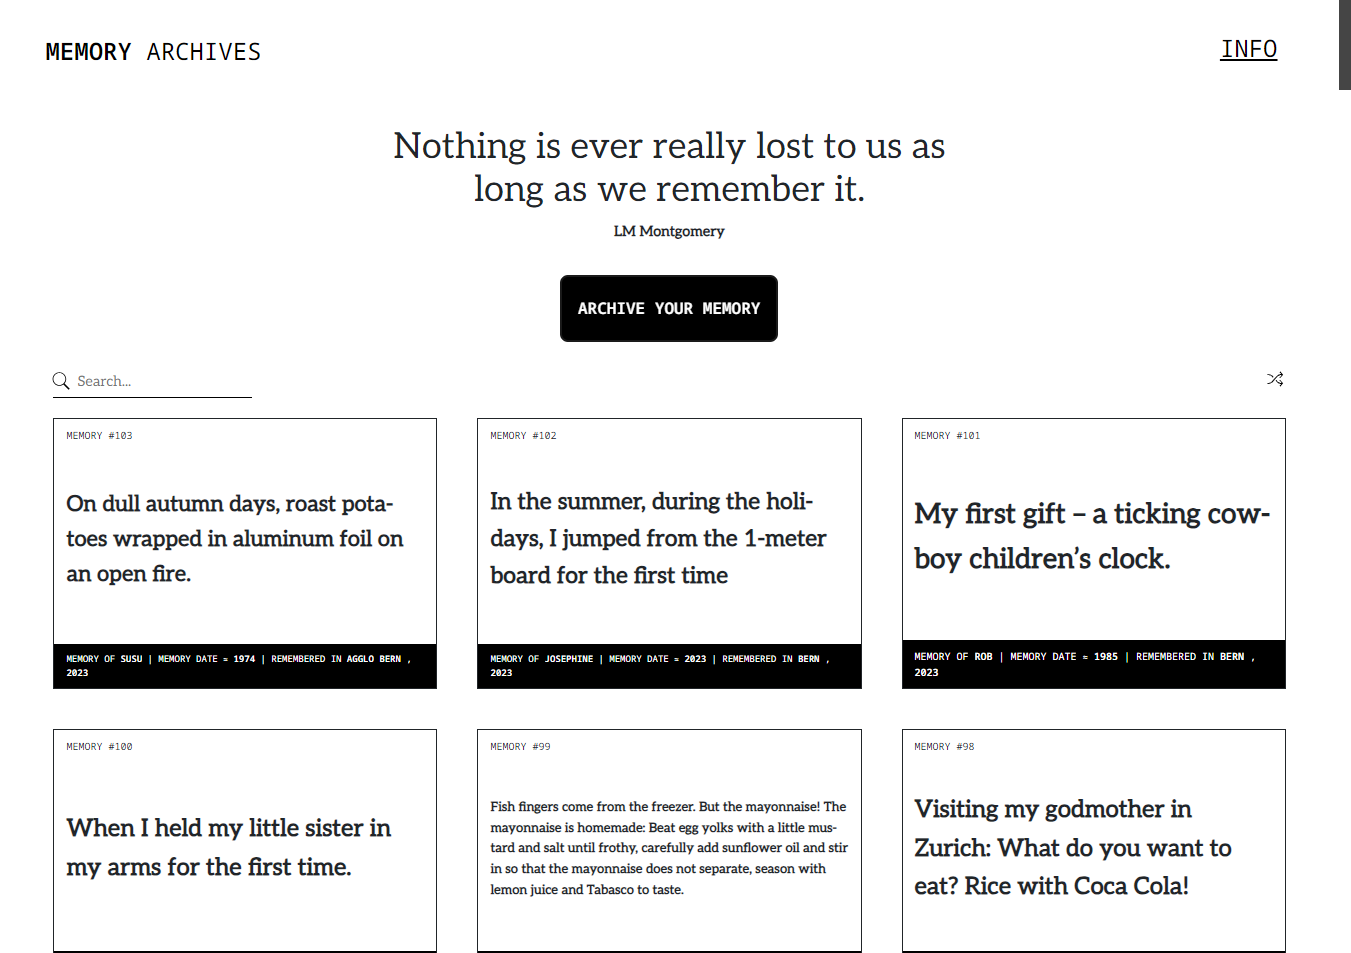 MEMORY ARCHIVES
INFO
Nothing is ever really lost to us as
long as we remember it.
LM Montgomery
ARCHIVE YOUR MEMORY
Search...
MEMORY #103
On dull autumn days, roast pota-
toes wrapped in aluminum foil on
an open fire.
MEMORY OF SUSU | MEMORY DATE ≈ 1974 | REMEMBERED IN AGGLO BERN ,
2023
MEMORY #102
In the summer, during the holi-
days, I jumped from the 1-meter
board for the first time
MEMORY OF JOSEPHINE | MEMORY DATE ≈ 2023 | REMEMBERED IN BERN ,
2023
MEMORY #101
My first gift – a ticking cow-
boy children’s clock.
MEMORY OF ROB | MEMORY DATE ≈ 1985 | REMEMBERED IN BERN ,
2023
MEMORY #100
When I held my little sister in
my arms for the first time.
MEMORY #99
Fish fingers come from the freezer. But the mayonnaise! The
mayonnaise is homemade: Beat egg yolks with a little mus-
tard and salt until frothy, carefully add sunflower oil and stir
in so that the mayonnaise does not separate, season with
lemon juice and Tabasco to taste.
MEMORY #98
Visiting my godmother in
Zurich: What do you want to
eat? Rice with Coca Cola!